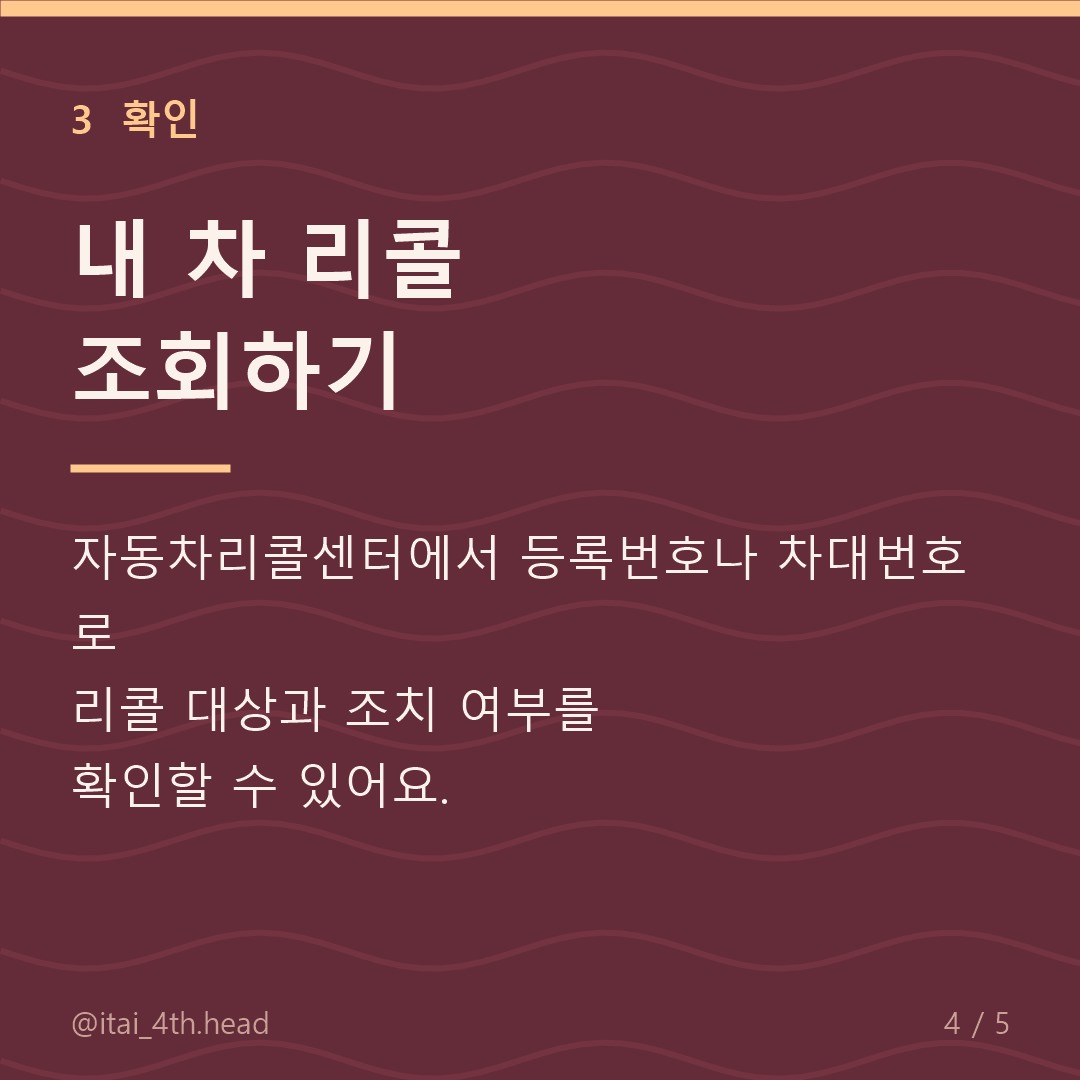 3 확인
내 차 리콜
조회하기
자동차리콜센터에서 등록번호나 차대번호
로
리콜 대상과 조치 여부를
확인할 수 있어요.
@itai_4th.head
4 / 5